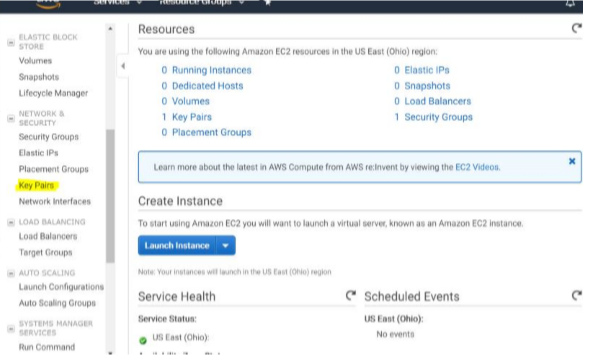 Services
Resource Groups
ELASTIC BLOCK
STORE
Volumes
Snapshots
Lifecycle Manager
NETWORK &
SECURITY
Security Groups
Elastic IPs
Placement Groups
Key Pairs
Network Interfaces
LOAD BALANCING
Load Balancers
Target Groups
AUTO SCALING
Launch Configurations
Auto Scaling Groups
SYSTEMS MANAGER
SERVICES
Run Command
Resources
You are using the following Amazon EC2 resources in the US East (Ohio) region:
0 Running Instances
0 Elastic IPs
0 Dedicated Hosts
0 Snapshots
0 Volumes
0 Load Balancers
1 Key Pairs
1 Security Groups
0 Placement Groups
Learn more about the latest in AWS Compute from AWS re:Invent by viewing the EC2 Videos.
Create Instance
To start using Amazon EC2 you will want to launch a virtual server, known as an Amazon EC2 instance.
Launch Instance
Note: Your instances will launch in the US East (Ohio) region
Service Health
Scheduled Events
Service Status:
US East (Ohio):
US East (Ohio):
No events